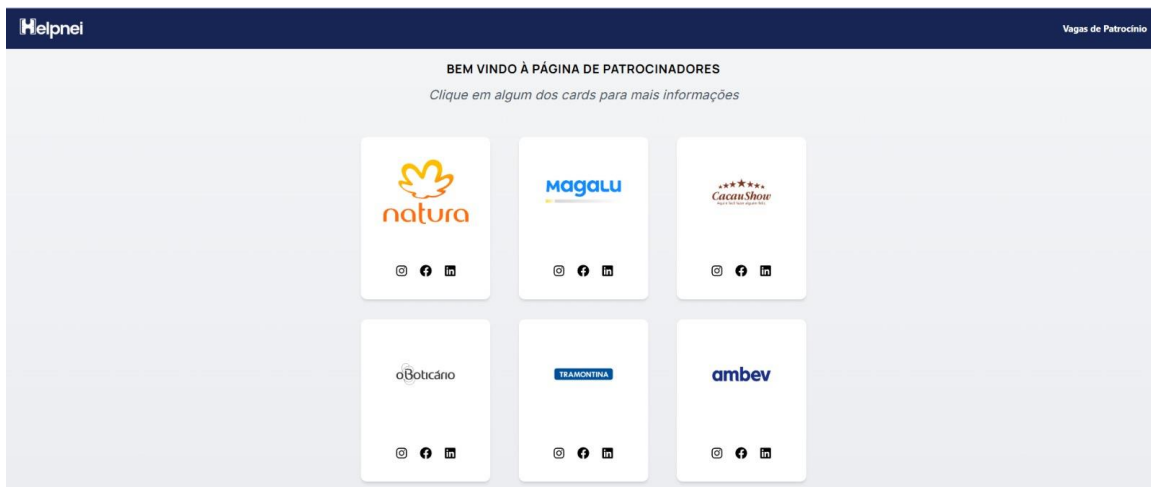 Helpnei
Vagas de Patrocínio
BEM VINDO À PÁGINA DE PATROCINADORES
Clique em algum dos cards para mais informações
natura
Magalu
CacauShow
oBoticário
TRAMONTINA
ambev